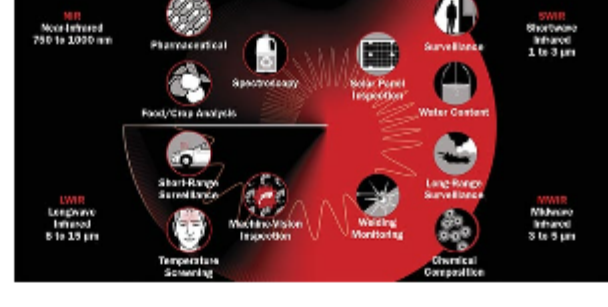 NIR
Near-Infrared
750 to 1000 nm
Pharmaceutical
Spectroscopy
Food/Crop Analysis
Solar Panel
Inspection
Surveillance
Water Content
SWIR
Shortwave
Infrared
1 to 3 µm
LWIR
Longwave
Infrared
8 to 15 µm
Short-Range
Surveillance
Machine-Vision
Inspection
Temperature
Screening
Welding
Monitoring
Long-Range
Surveillance
Chemical
Composition
MWIR
Midwave
Infrared
3 to 5 µm